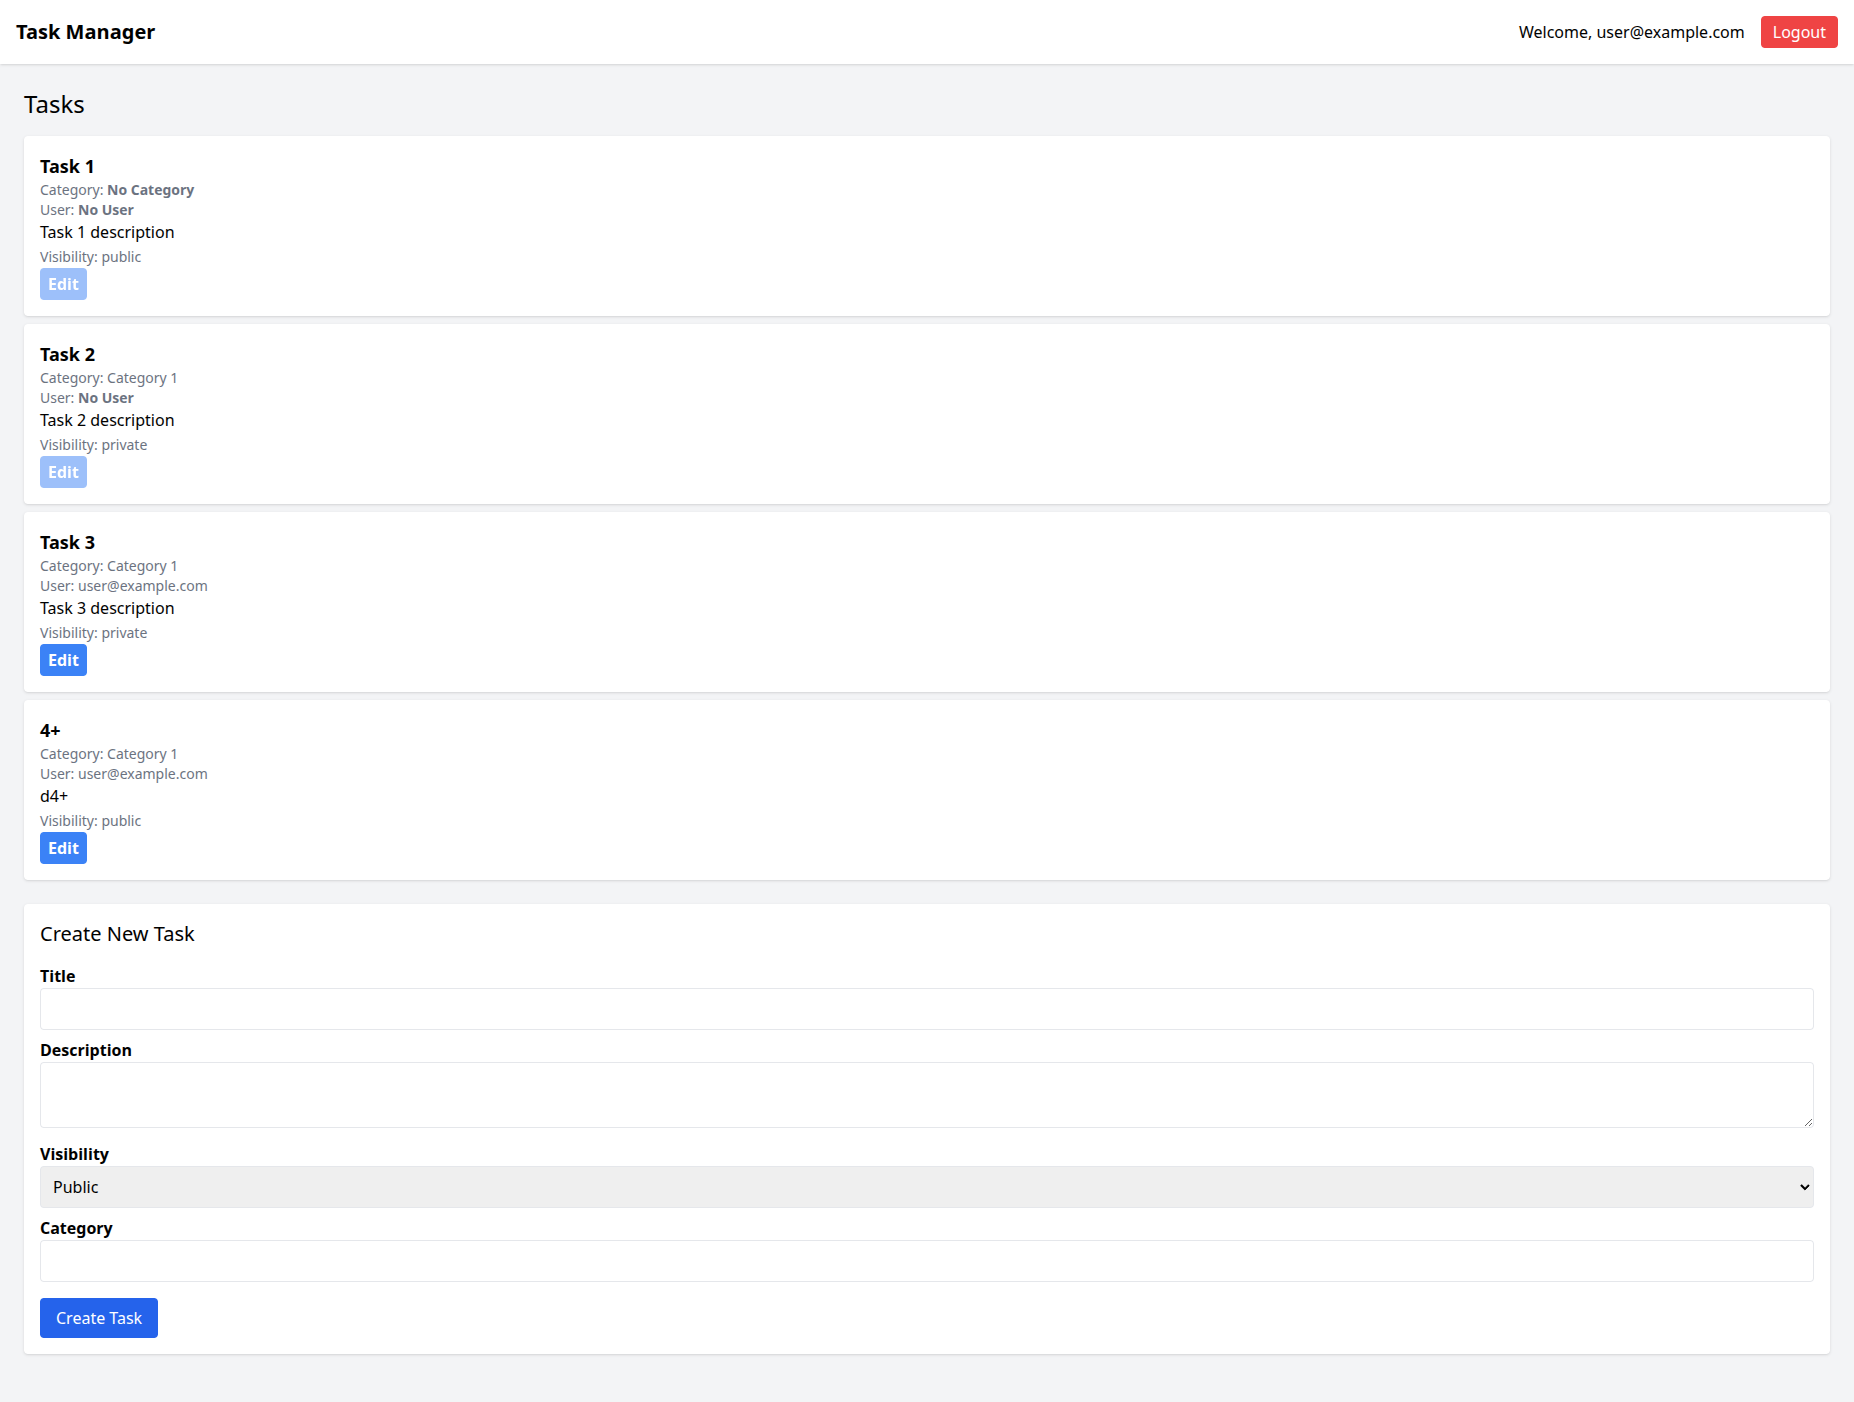 Task Manager
Welcome, user@example.com
Logout
Tasks
Task 1
Category: No Category
User: No User
Task 1 description
Visibility: public
Edit
Task 2
Category: Category 1
User: No User
Task 2 description
Visibility: private
Edit
Task 3
Category: Category 1
User: user@example.com
Task 3 description
Visibility: private
Edit
4+
Category: Category 1
User: user@example.com
d4+
Visibility: public
Edit
Create New Task
Title
Description
Visibility
Public
Category
Create Task